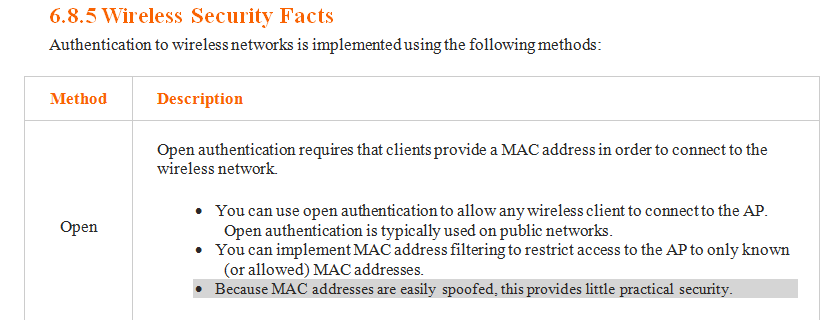 6.8.5 Wireless Security Facts
Authentication to wireless networks is implemented using the following methods:
Method Description
Open authentication requires that clients provide a MAC address in order to connect to the
wireless network.
Open
• You can use open authentication to allow any wireless client to connect to the AP.
Open authentication is typically used on public networks.
• You can implement MAC address filtering to restrict access to the AP to only known
(or allowed) MAC addresses.
• Because MAC addresses are easily spoofed, this provides little practical security.